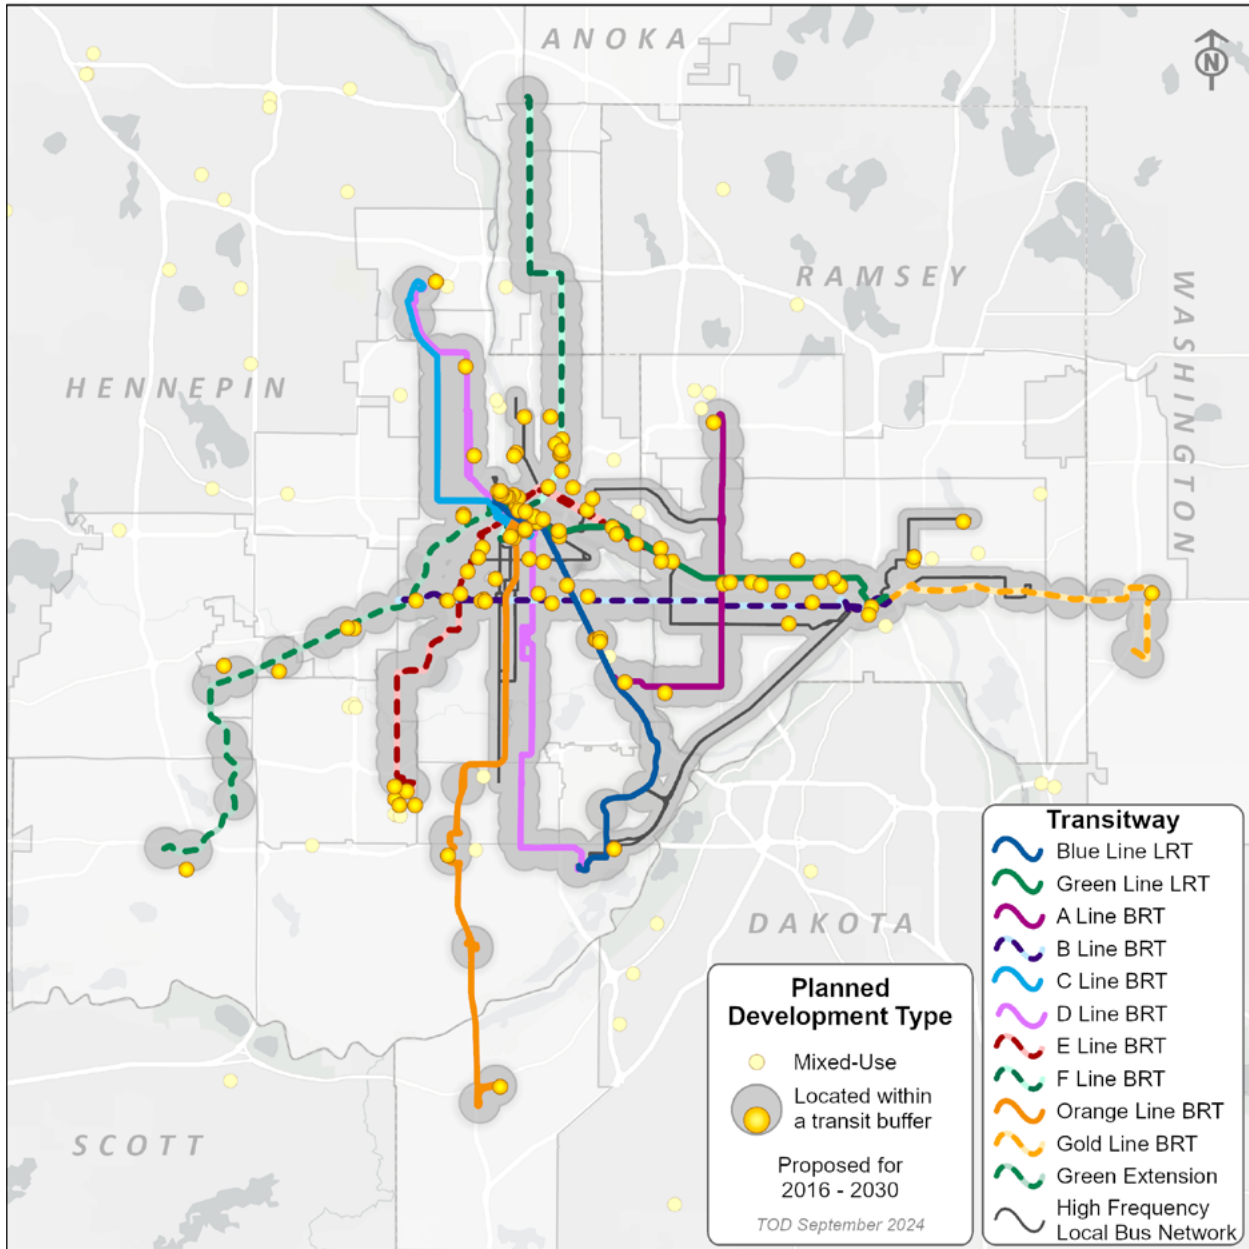 ANOKA
N
RAMSEY
WASHINGTON
HENNEPIN
DAKOTA
SCOTT
Planned
Development Type
Mixed-Use
Located within
a transit buffer
Proposed for
2016 - 2030
TOD September 2024
Transitway
Blue Line LRT
Green Line LRT
A Line BRT
B Line BRT
C Line BRT
D Line BRT
E Line BRT
F Line BRT
Orange Line BRT
Gold Line BRT
Green Extension
High Frequency
Local Bus Network